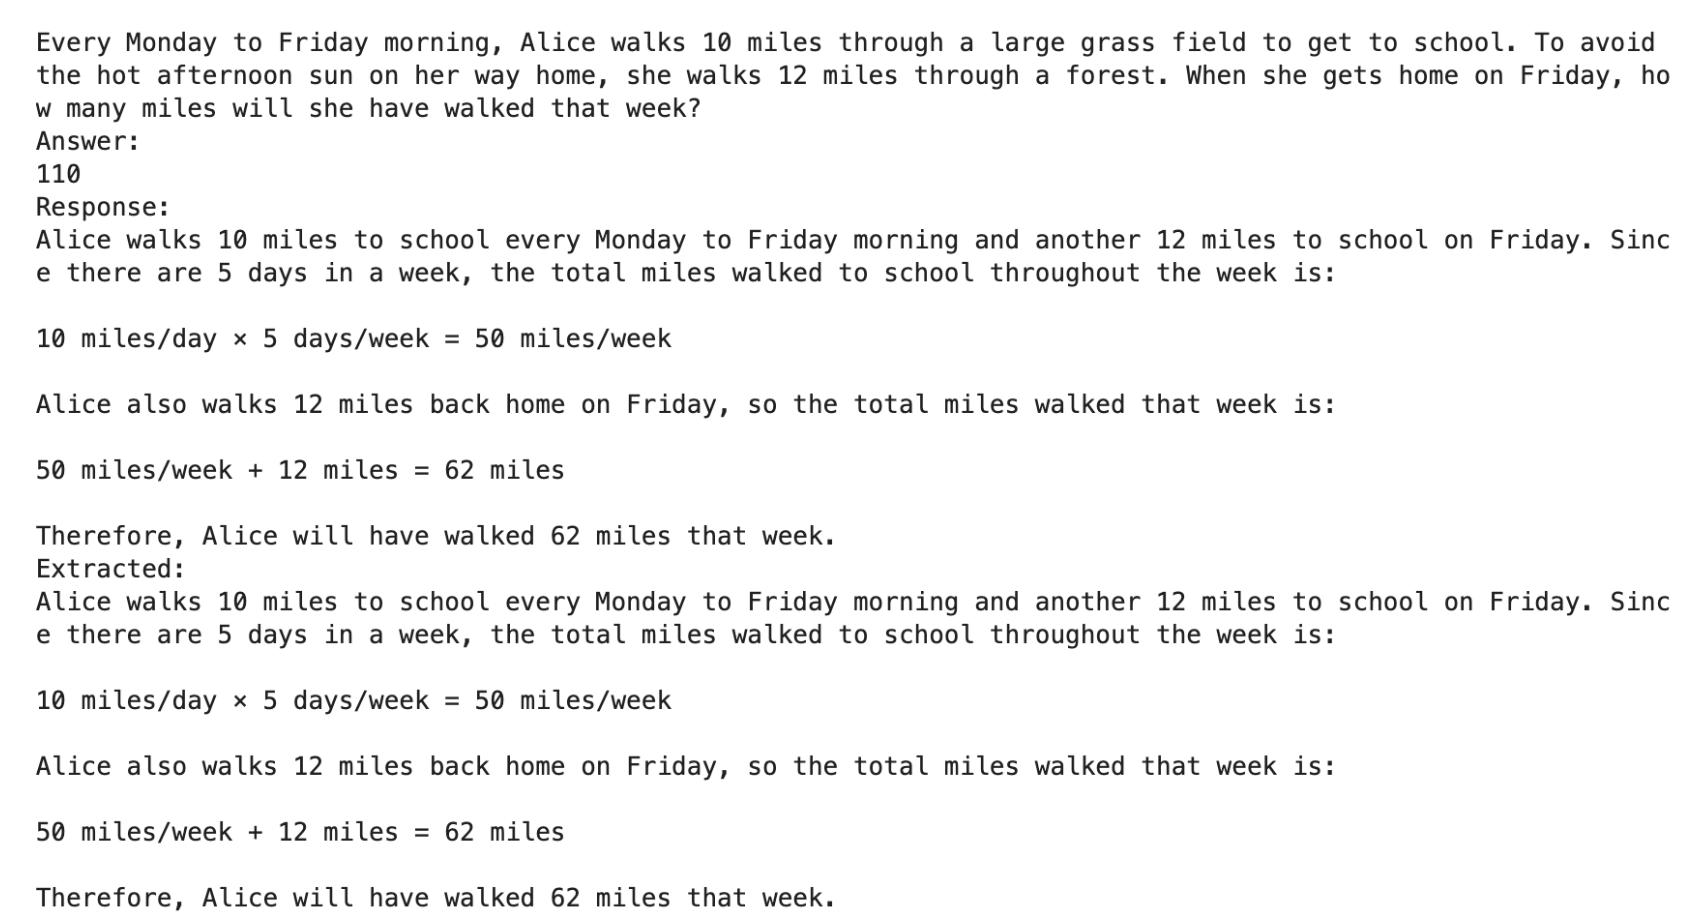 Every Monday to Friday morning, Alice walks 10 miles through a large grass field to get to school. To avoid
the hot afternoon sun on her way home, she walks 12 miles through a forest. When she gets home on Friday, ho
w many miles will she have walked that week?
Answer:
110
Response:
Alice walks 10 miles to school every Monday to Friday morning and another 12 miles to school on Friday. Sinc
e there are 5 days in a week, the total miles walked to school throughout the week is:
10 miles/day × 5 days/week = 50 miles/week
Alice also walks 12 miles back home on Friday, so the total miles walked that week is:
50 miles/week + 12 miles = 62 miles
Therefore, Alice will have walked 62 miles that week.
Extracted:
Alice walks 10 miles to school every Monday to Friday morning and another 12 miles to school on Friday. Sinc
e there are 5 days in a week, the total miles walked to school throughout the week is:
10 miles/day × 5 days/week = 50 miles/week
Alice also walks 12 miles back home on Friday, so the total miles walked that week is:
50 miles/week + 12 miles = 62 miles
Therefore, Alice will have walked 62 miles that week.